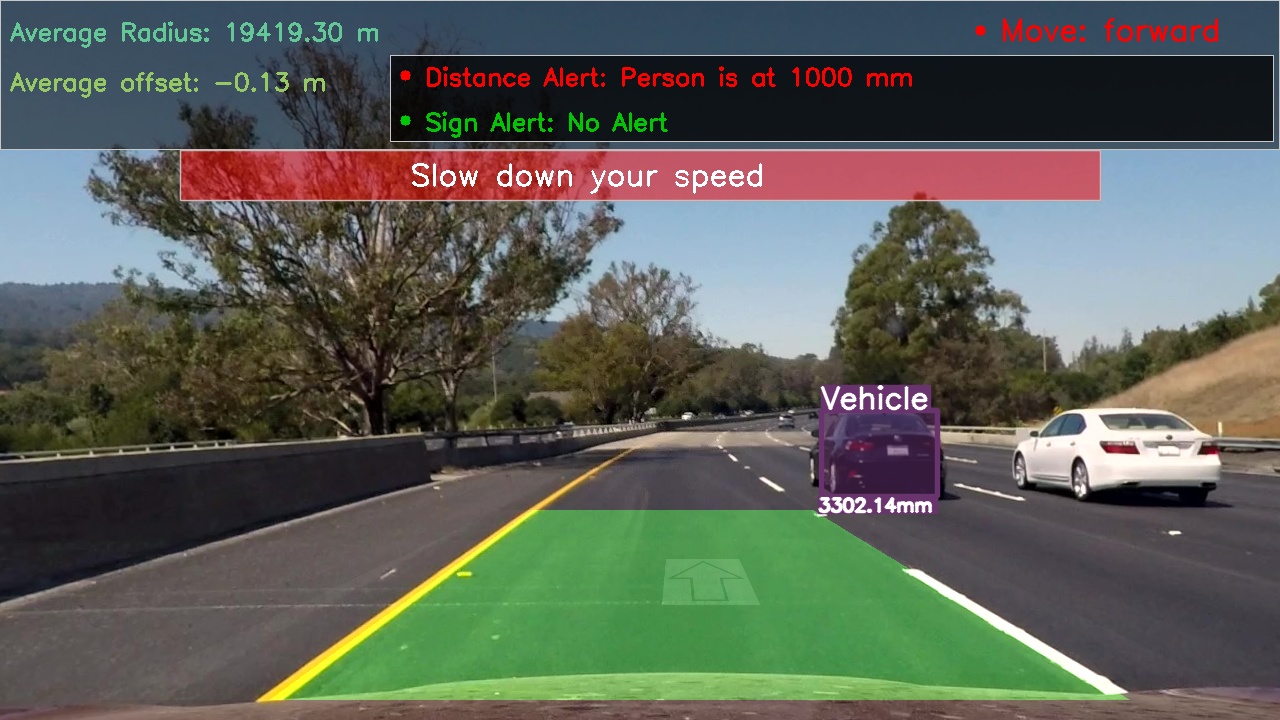 Average Radius: 19419.30 m
• Move: forward
Average offset: −0.13 m
• Distance Alert: Person is at 1000 mm
• Sign Alert: No Alert
Slow down your speed
Vehicle
3302.14mm